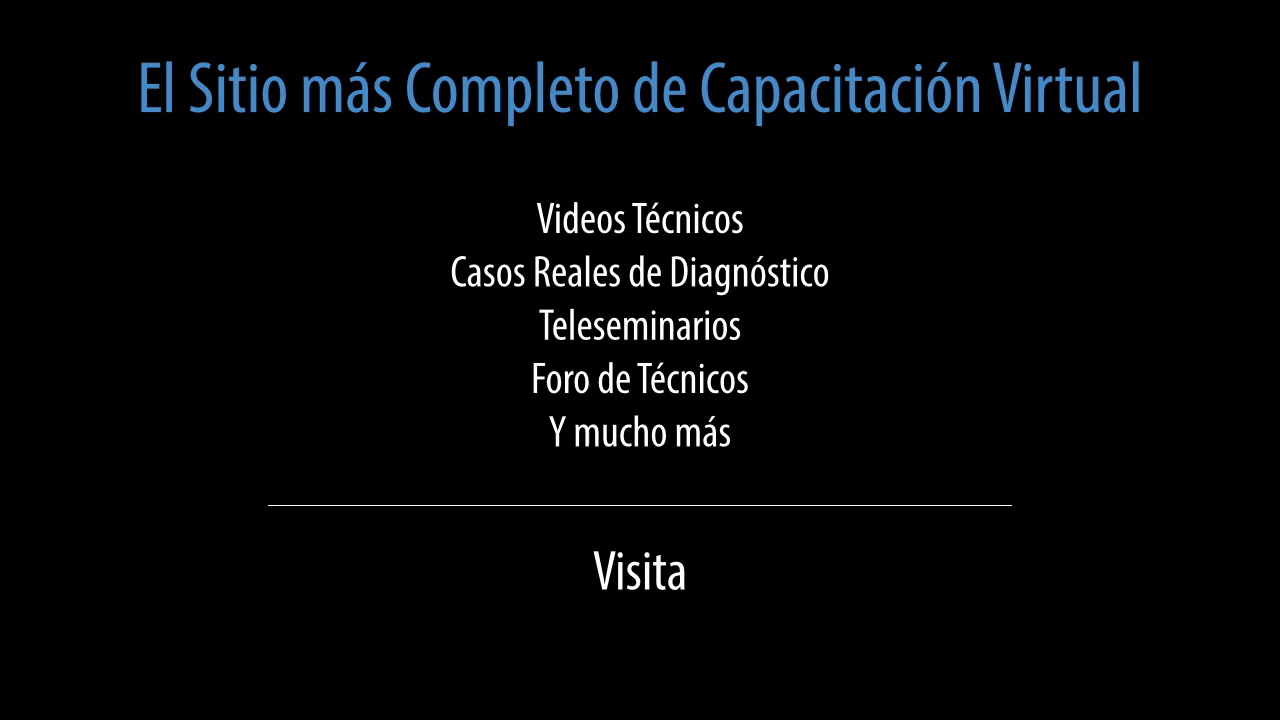 El Sitio más Completo de Capacitación Virtual
Videos Técnicos
Casos Reales de Diagnóstico
Teleseminarios
Foro de Técnicos
Y mucho más
Visita